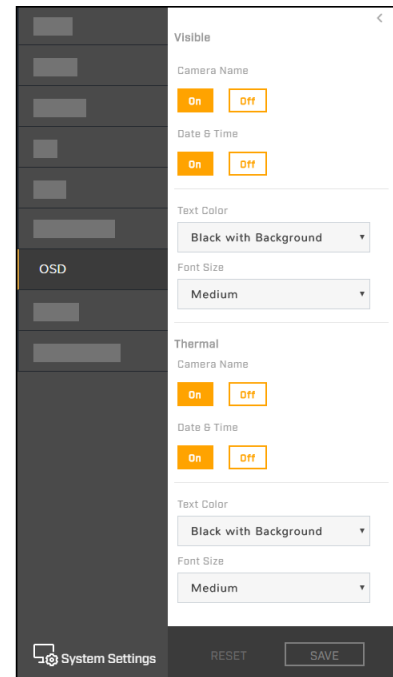 Visible
Camera Name
On Off
Date & Time
On Off
Text Color
Black with Background
Font Size
Medium
OSD
Thermal
Camera Name
On Off
Date & Time
On Off
Text Color
Black with Background
Font Size
Medium
System Settings
RESET SAVE